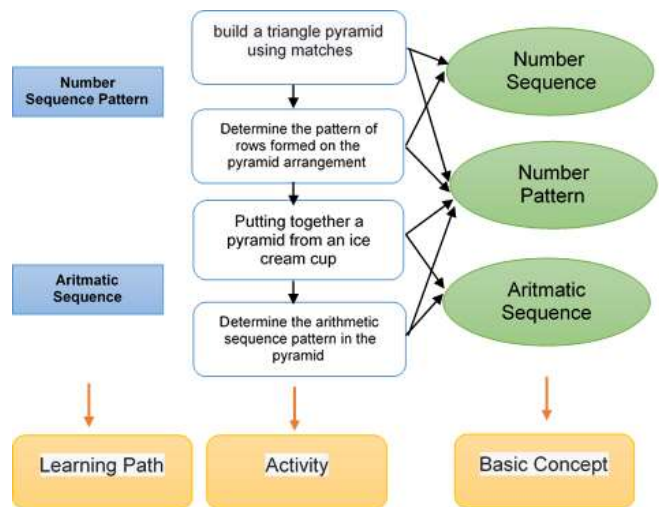 build a triangle pyramid
using matches
Number
Sequence
Number
Sequence Pattern
Determine the pattern of
rows formed on the
pyramid arrangement
Number
Pattern
Putting together a
pyramid from an ice
cream cup
Aritmatic
Sequence
Aritmatic
Sequence
Determine the arithmetic
sequence pattern in the
pyramid
Learning Path
Activity
Basic Concept